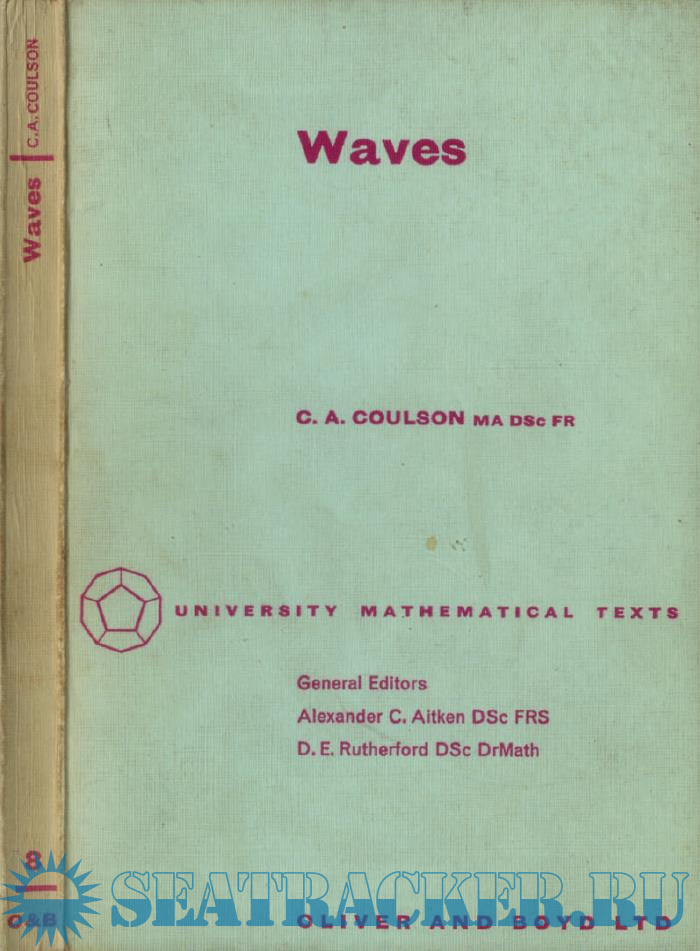 C.A. COULSON
Waves
8
O&B
Waves
C. A. COULSON MA DSc FR
UNIVERSITY MATHEMATICAL TEXTS
General Editors
Alexander C. Aitken DSc FRS
D. E. Rutherford DSc DrMath
OLIVER AND BOYD LTD
SEATRACKER.RU